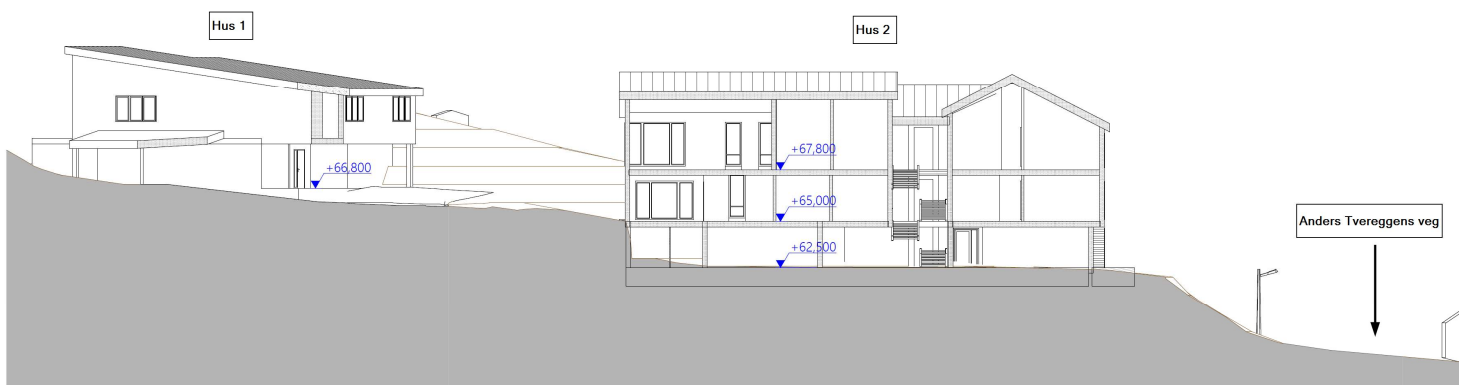 Hus 1
Hus 2
+67,800
+66,800
+65,000
Anders Tvereggens veg
+62,500